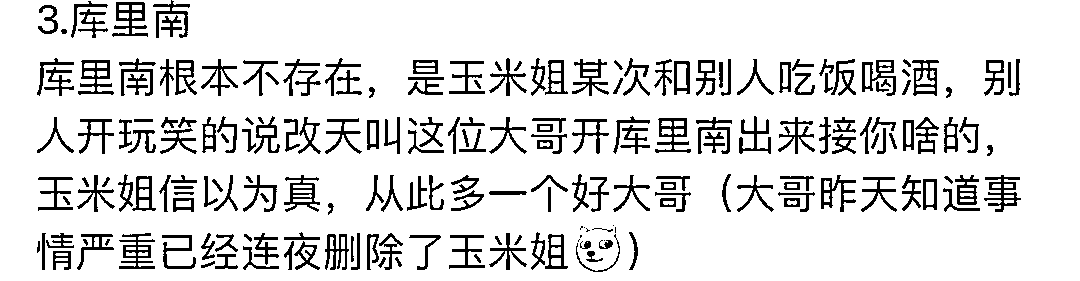 3.库里南
库里南根本不存在，是玉米姐某次和别人吃饭喝酒，别
人开玩笑的说改天叫这位大哥开库里南出来接你啥的，
玉米姐信以为真，从此多一个好大哥（大哥昨天知道事
情严重已经连夜删除了玉米姐）